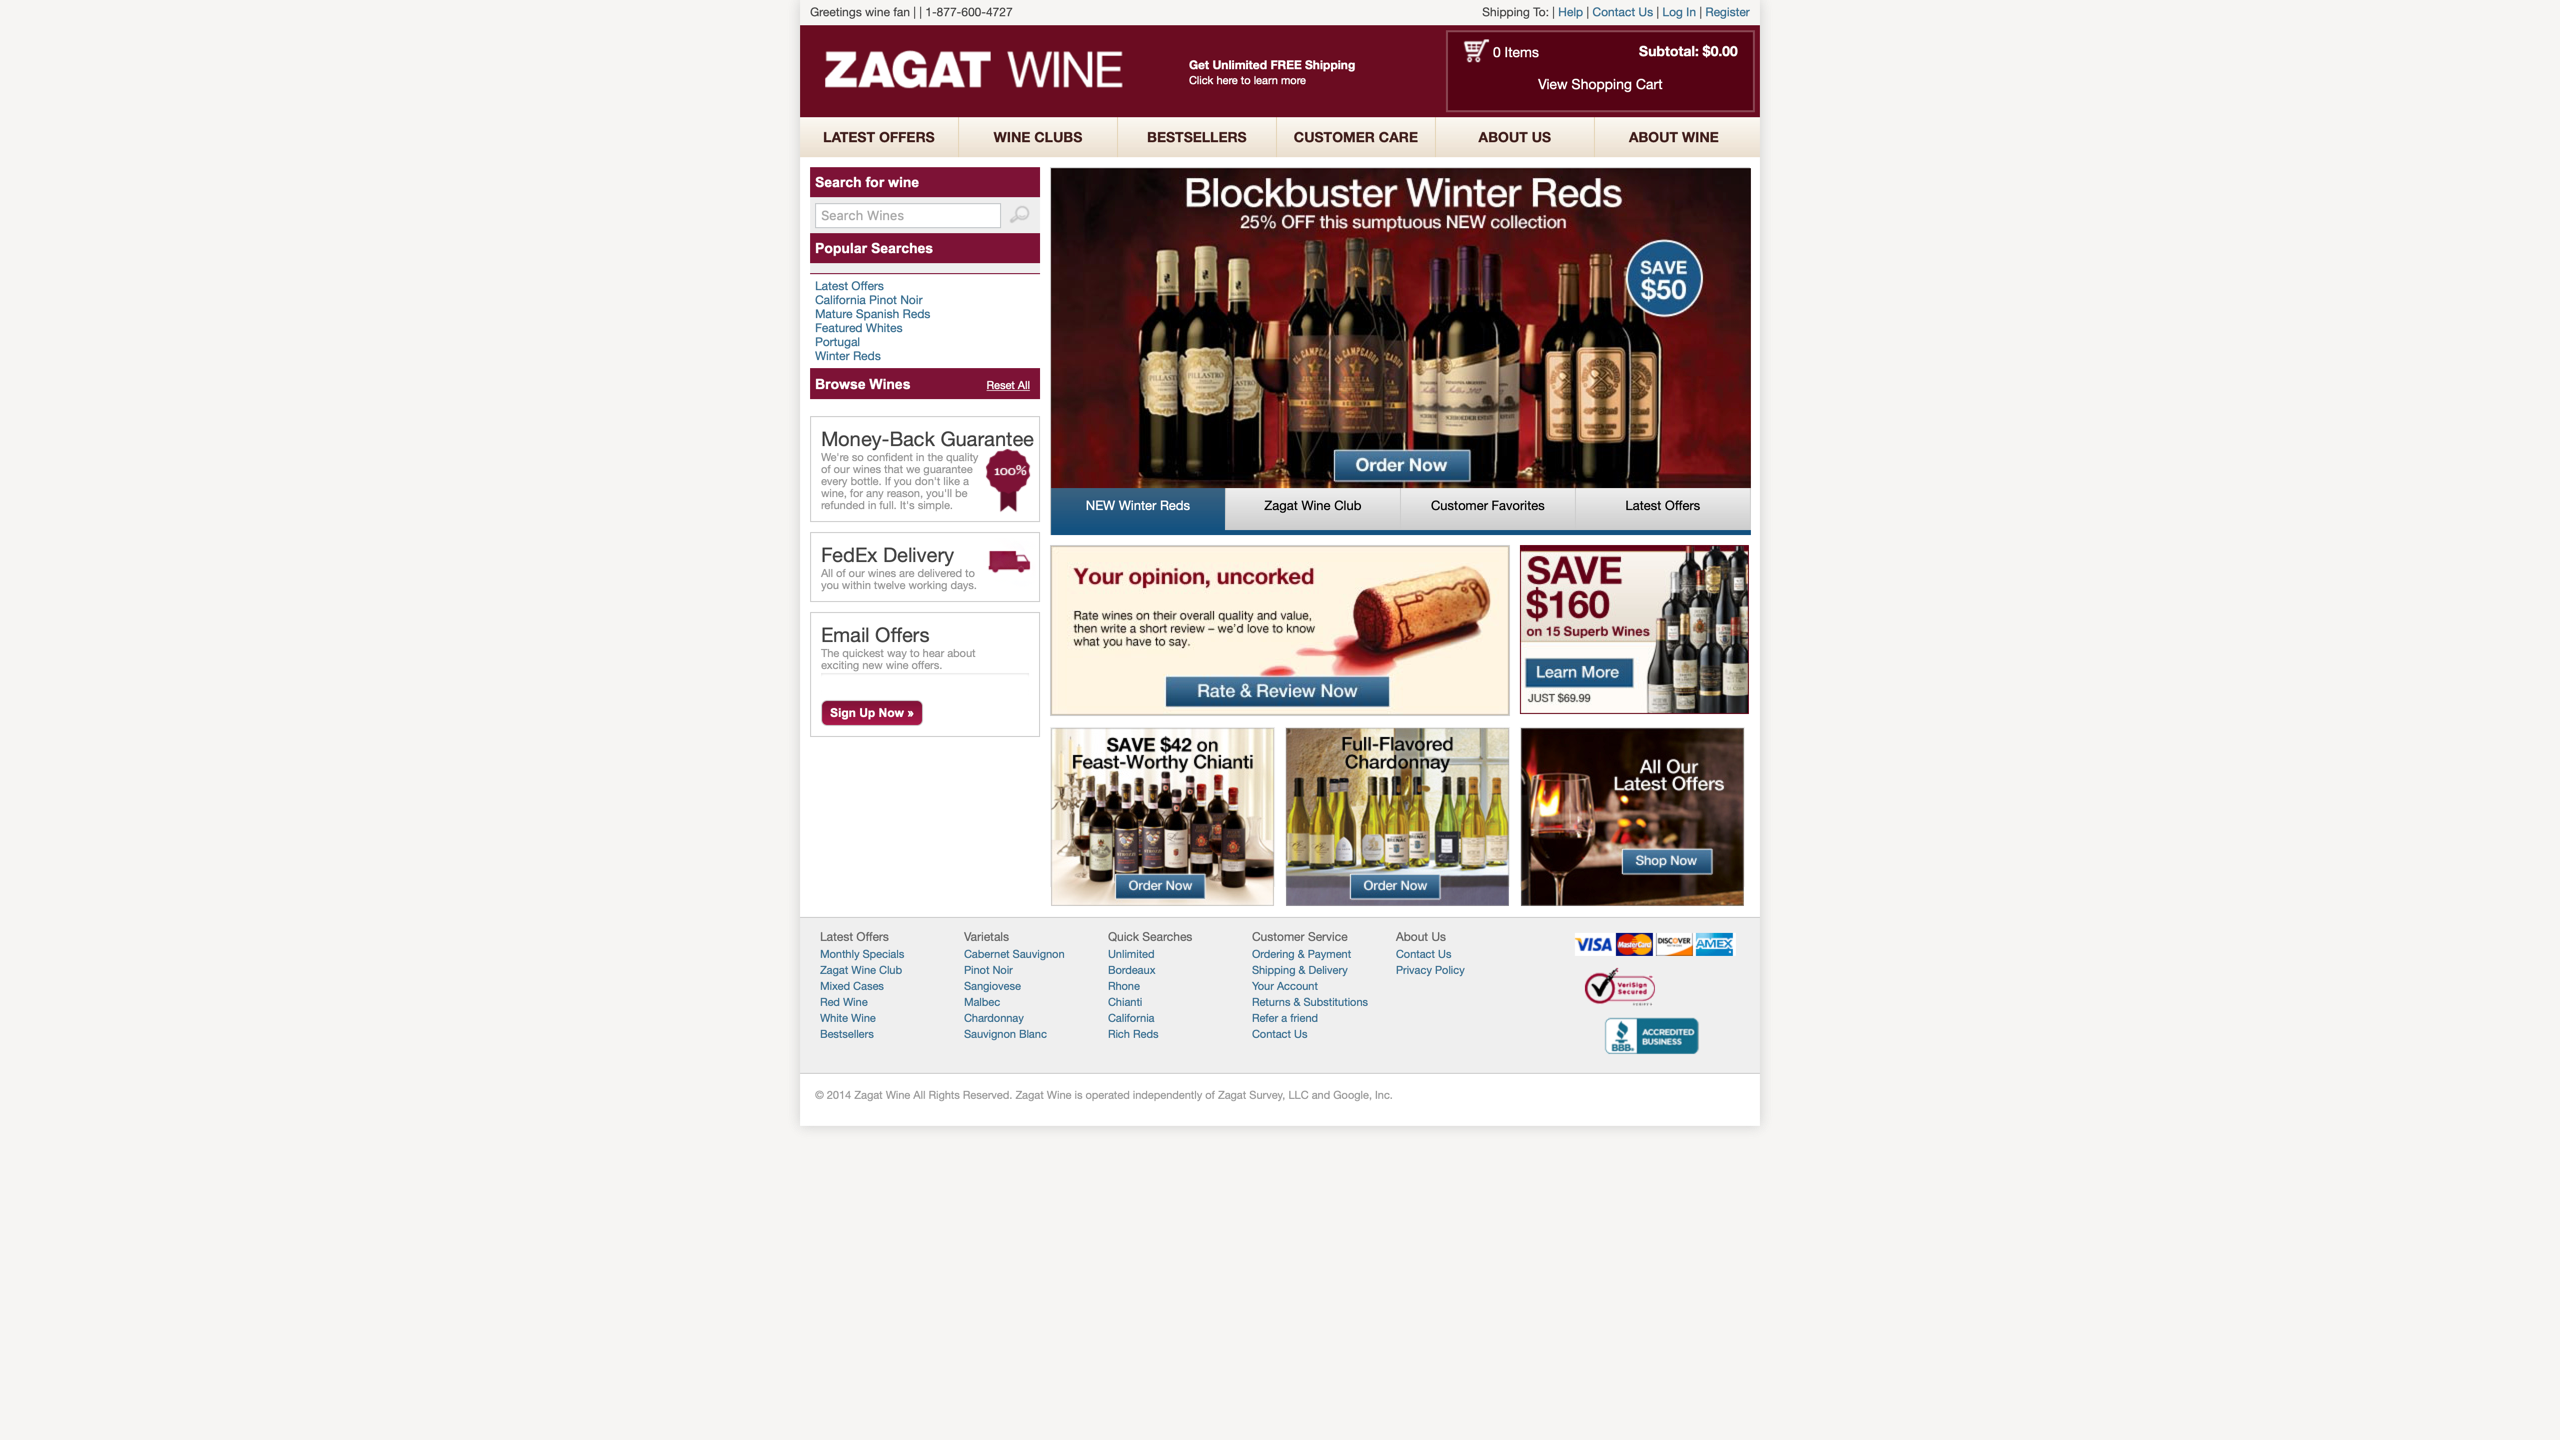 Greetings wine fan | | 1-877-600-4727
Shipping To: | Help | Contact Us | Log In | Register
ZAGAT WINE
Get Unlimited FREE Shipping
Click here to learn more
0 Items
Subtotal: $0.00
View Shopping Cart
LATEST OFFERS
WINE CLUBS
BESTSELLERS
CUSTOMER CARE
ABOUT US
ABOUT WINE
Search for wine
Search Wines
Popular Searches
Latest Offers
California Pinot Noir
Mature Spanish Reds
Featured Whites
Portugal
Winter Reds
Browse Wines
Reset All
Money-Back Guarantee
We're so confident in the quality
of our wines that we guarantee
every bottle. If you don't like a
wine, for any reason, you'll be
refunded in full. It's simple.
100%
FedEx Delivery
All of our wines are delivered to
you within twelve working days.
Email Offers
The quickest way to hear about
exciting new wine offers.
Sign Up Now »
Blockbuster Winter Reds
25% OFF this sumptuous NEW collection
SAVE
$50
PILLASTRO
EL CAMPEADOR
SCHROEDER ESTATE
Order Now
NEW Winter Reds
Zagat Wine Club
Customer Favorites
Latest Offers
Your opinion, uncorked
Rate wines on their overall quality and value,
then write a short review – we'd love to know
what you have to say.
Rate & Review Now
SAVE
$160
on 15 Superb Wines
Learn More
JUST $69.99
SAVE $42 on
Feast-Worthy Chianti
Order Now
Full-Flavored
Chardonnay
Order Now
All Our
Latest Offers
Shop Now
Latest Offers
Monthly Specials
Zagat Wine Club
Mixed Cases
Red Wine
White Wine
Bestsellers
Varietals
Cabernet Sauvignon
Pinot Noir
Sangiovese
Malbec
Chardonnay
Sauvignon Blanc
Quick Searches
Unlimited
Bordeaux
Rhone
Chianti
California
Rich Reds
Customer Service
Ordering & Payment
Shipping & Delivery
Your Account
Returns & Substitutions
Refer a friend
Contact Us
About Us
Contact Us
Privacy Policy
VISA
MasterCard
DISCOVER
AMEX
VeriSign
Secured
BBB.
ACCREDITED
BUSINESS
© 2014 Zagat Wine All Rights Reserved. Zagat Wine is operated independently of Zagat Survey, LLC and Google, Inc.